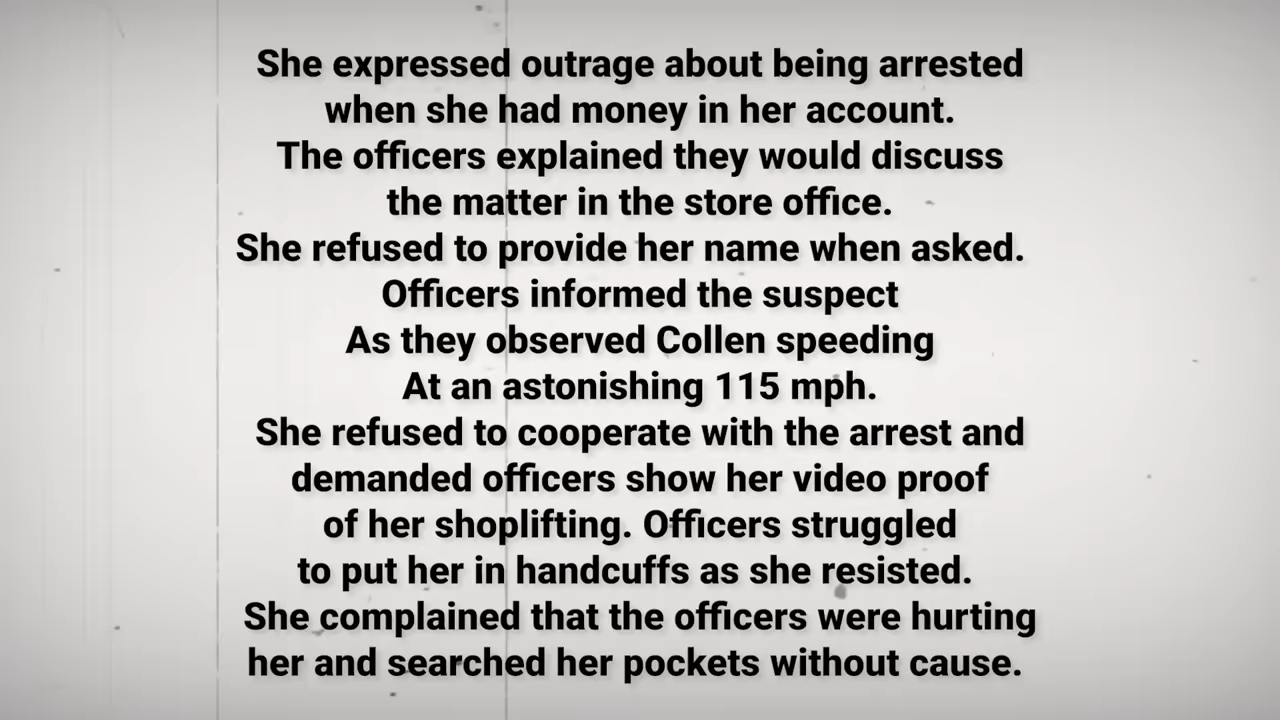 She expressed outrage about being arrested
when she had money in her account.
The officers explained they would discuss
the matter in the store office.
She refused to provide her name when asked.
Officers informed the suspect
As they observed Collen speeding
At an astonishing 115 mph.
She refused to cooperate with the arrest and
demanded officers show her video proof
of her shoplifting. Officers struggled
to put her in handcuffs as she resisted.
She complained that the officers were hurting
her and searched her pockets without cause.